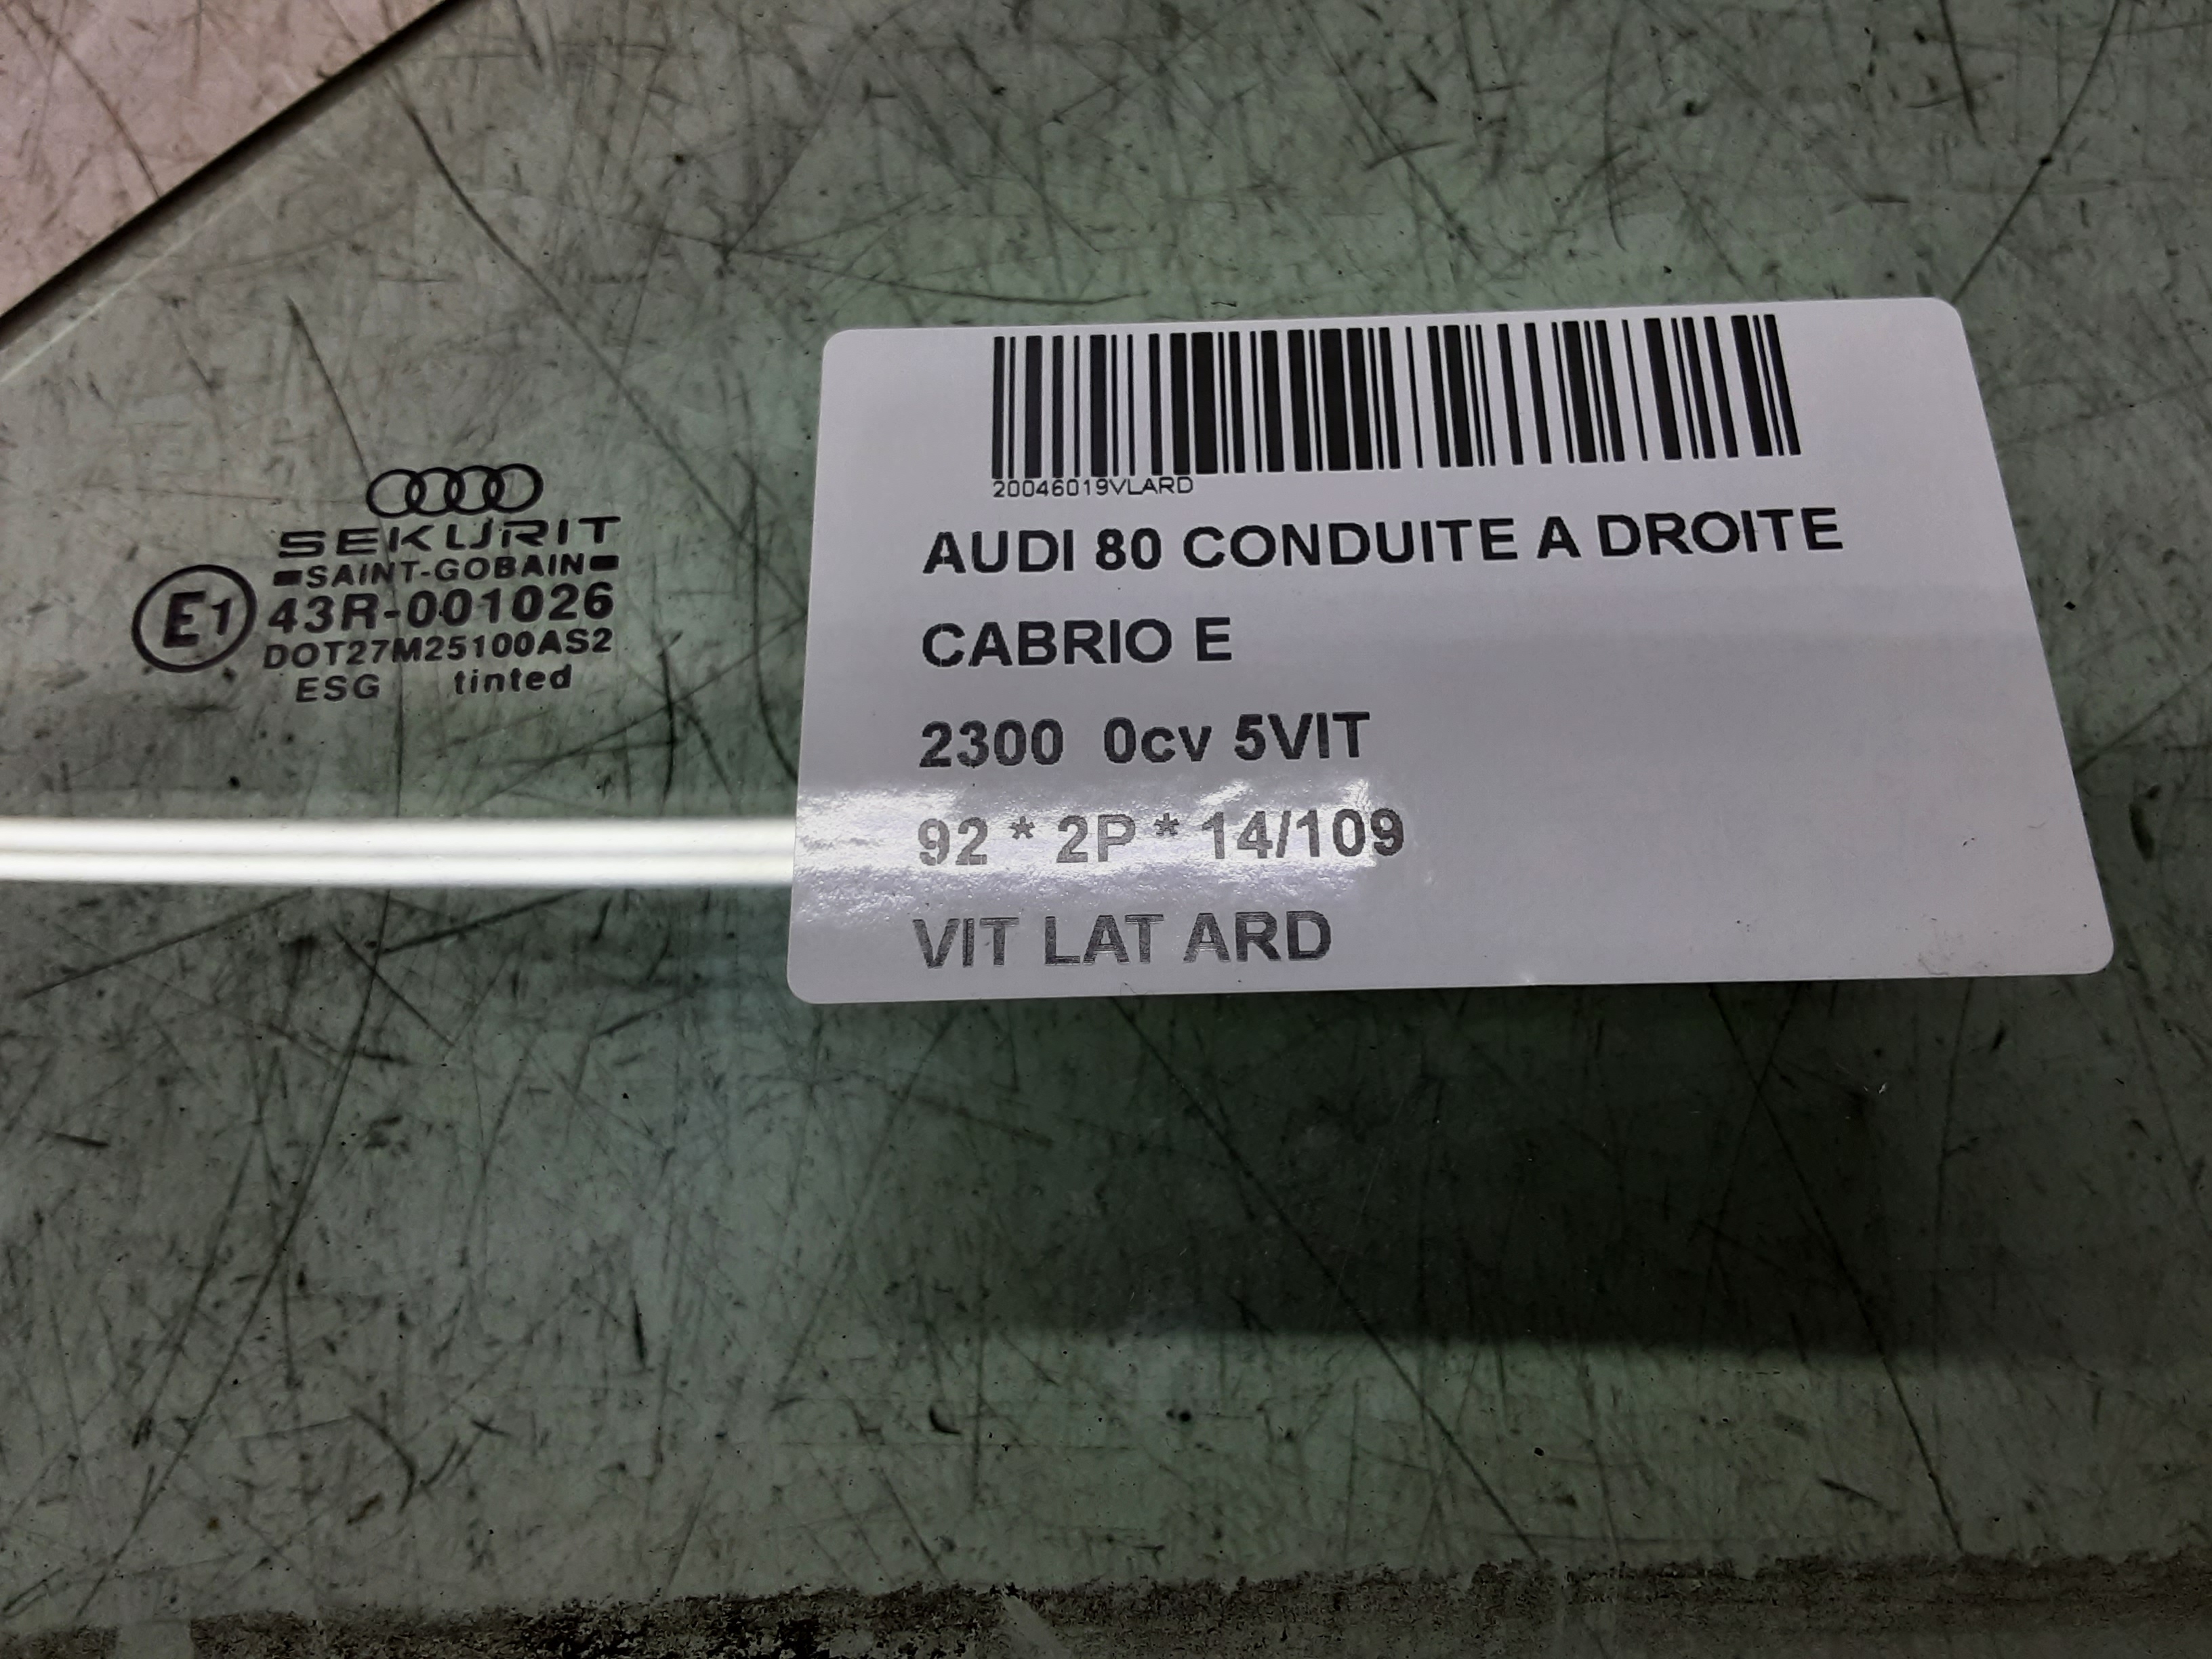 SEKURIT
SAINT-GOBAIN
E1 43R-001026
DOT27M25100AS2
ESG tinted
20046019VLARD
AUDI 80 CONDUITE A DROITE
CABRIO E
2300 0cv 5VIT
92 * 2P * 14/109
VIT LAT ARD